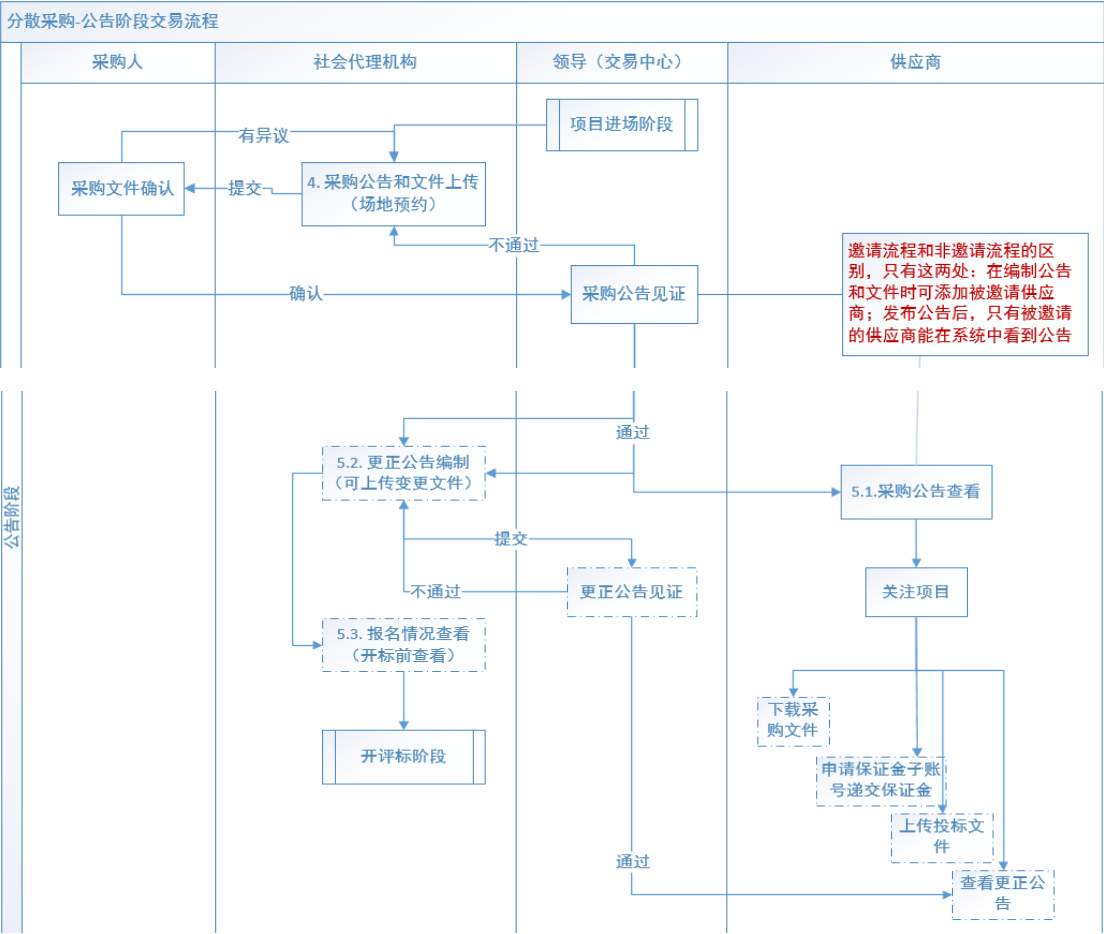 分散采购-公告阶段交易流程
采购人
社会代理机构
领导（交易中心）
供应商
项目进场阶段
有异议
采购文件确认
提交
4. 采购公告和文件上传
（场地预约）
不通过
确认
采购公告见证
邀请流程和非邀请流程的区
别，只有这两处：在编制公告
和文件时可添加被邀请供应
商；发布公告后，只有被邀请
的供应商能在系统中看到公告
公告阶段
通过
5.2. 更正公告编制
（可上传变更文件）
5.1.采购公告查看
提交
不通过
更正公告见证
关注项目
5.3. 报名情况查看
（开标前查看）
下载采
购文件
开评标阶段
申请保证金子账
号递交保证金
上传投标文
件
通过
查看更正公
告